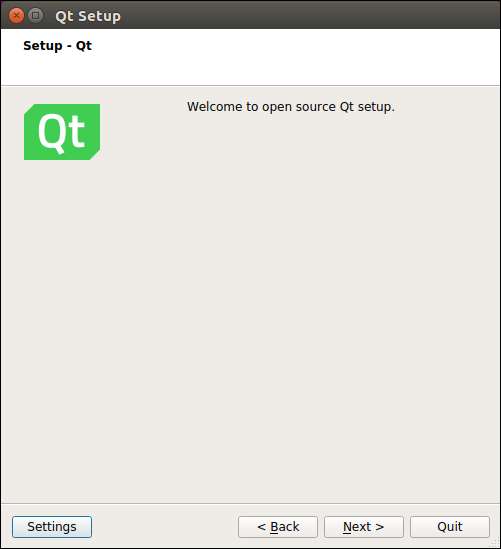 Qt Setup
Setup - Qt
Qt
Welcome to open source Qt setup.
Settings
< Back
Next >
Quit